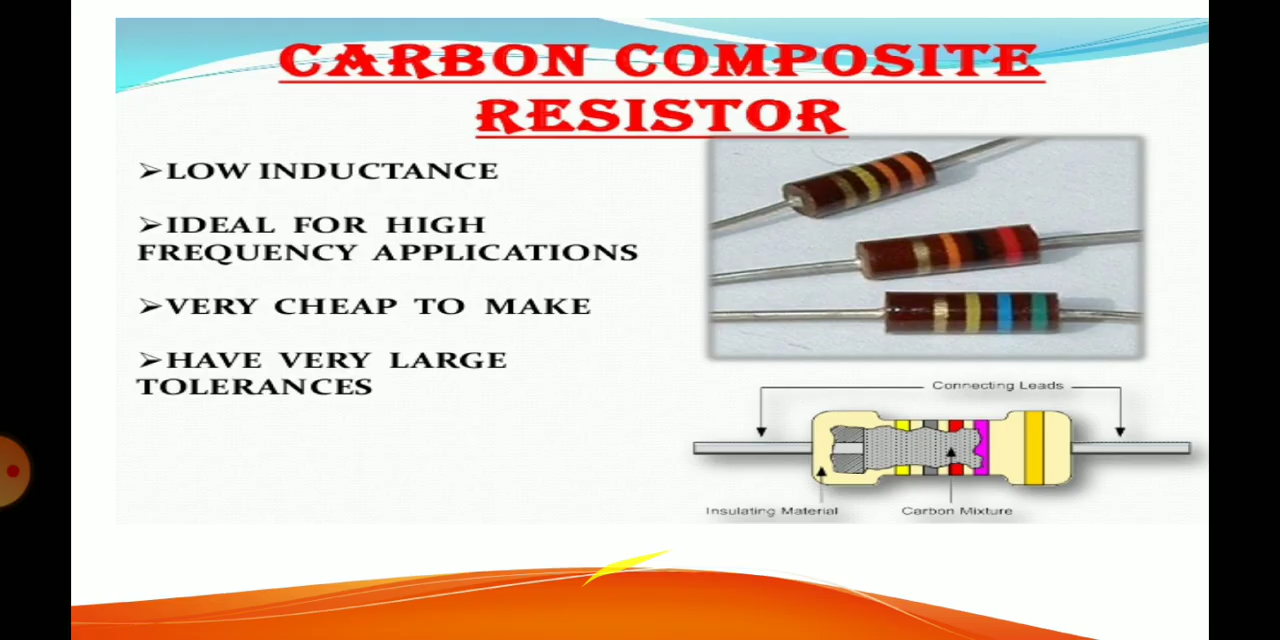 CARBON COMPOSITE
RESISTOR
➢LOW INDUCTANCE
➢IDEAL FOR HIGH
FREQUENCY APPLICATIONS
➢VERY CHEAP TO MAKE
➢HAVE VERY LARGE
TOLERANCES
Connecting Leads
Insulating Material
Carbon Mixture